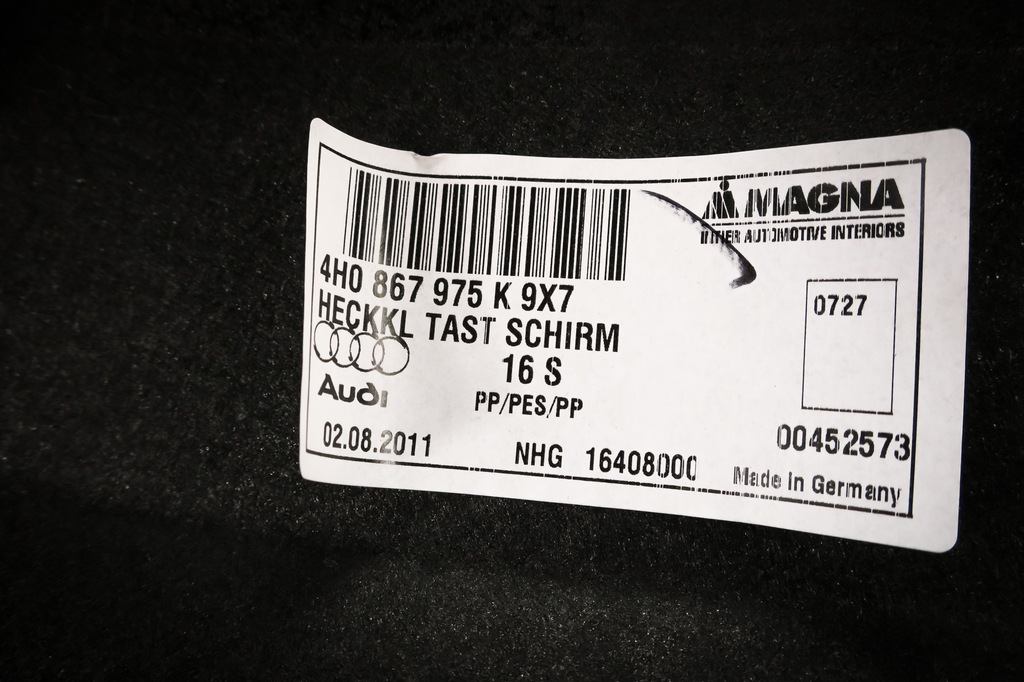 MAGNA
INTIER AUTOMOTIVE INTERIORS
4H0 867 975 K 9X7
HECKKL TAST SCHIRM
0727
16 S
Audi
PP/PES/PP
00452573
02.08.2011 NHG 16408000
Made in Germany